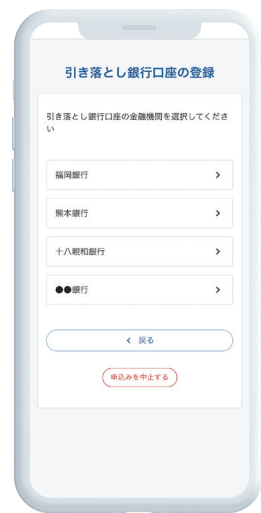 引き落とし銀行口座の登録
引き落とし銀行口座の金融機関を選択してくださ
い
福岡銀行
熊本銀行
十八親和銀行
●●銀行
戻る
申込みを中止する